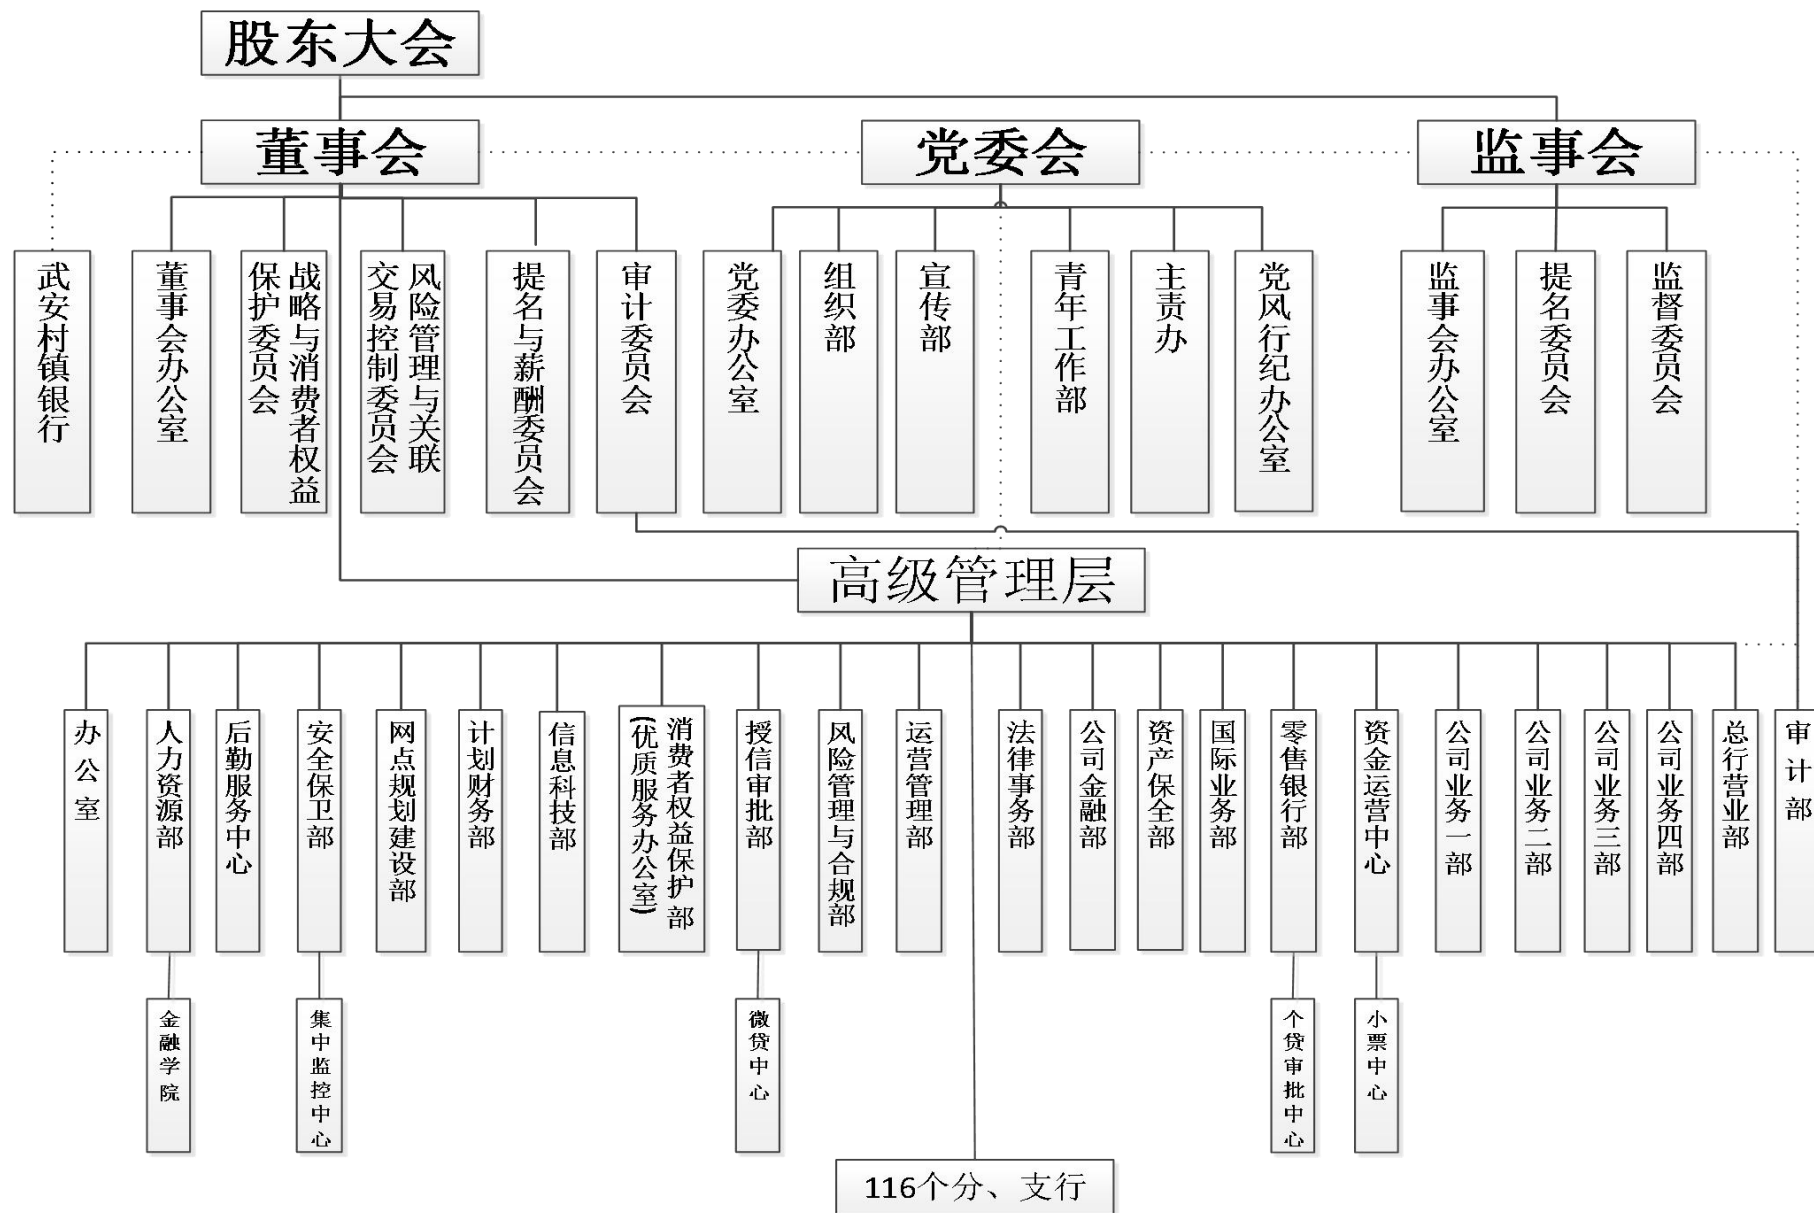 股东大会
董事会
党委会
监事会
武安村镇银行
董事会办公室
战略与消费者权益
保护委员会
风险管理与关联
交易控制委员会
提名与薪酬委员会
审计委员会
党委办公室
组织部
宣传部
青年工作部
主责办
党风行纪办公室
监事会办公室
提名委员会
监督委员会
高级管理层
办公室
人力资源部
后勤服务中心
安全保卫部
网点规划建设部
计划财务部
信息科技部
消费者权益保护部
(优质服务办公室)
授信审批部
风险管理与合规部
运营管理部
法律事务部
公司金融部
资产保全部
国际业务部
零售银行部
资金运营中心
公司业务一部
公司业务二部
公司业务三部
公司业务四部
总行营业部
审计部
金融学院
集中监控中心
微贷中心
个贷审批中心
小票中心
116个分、支行